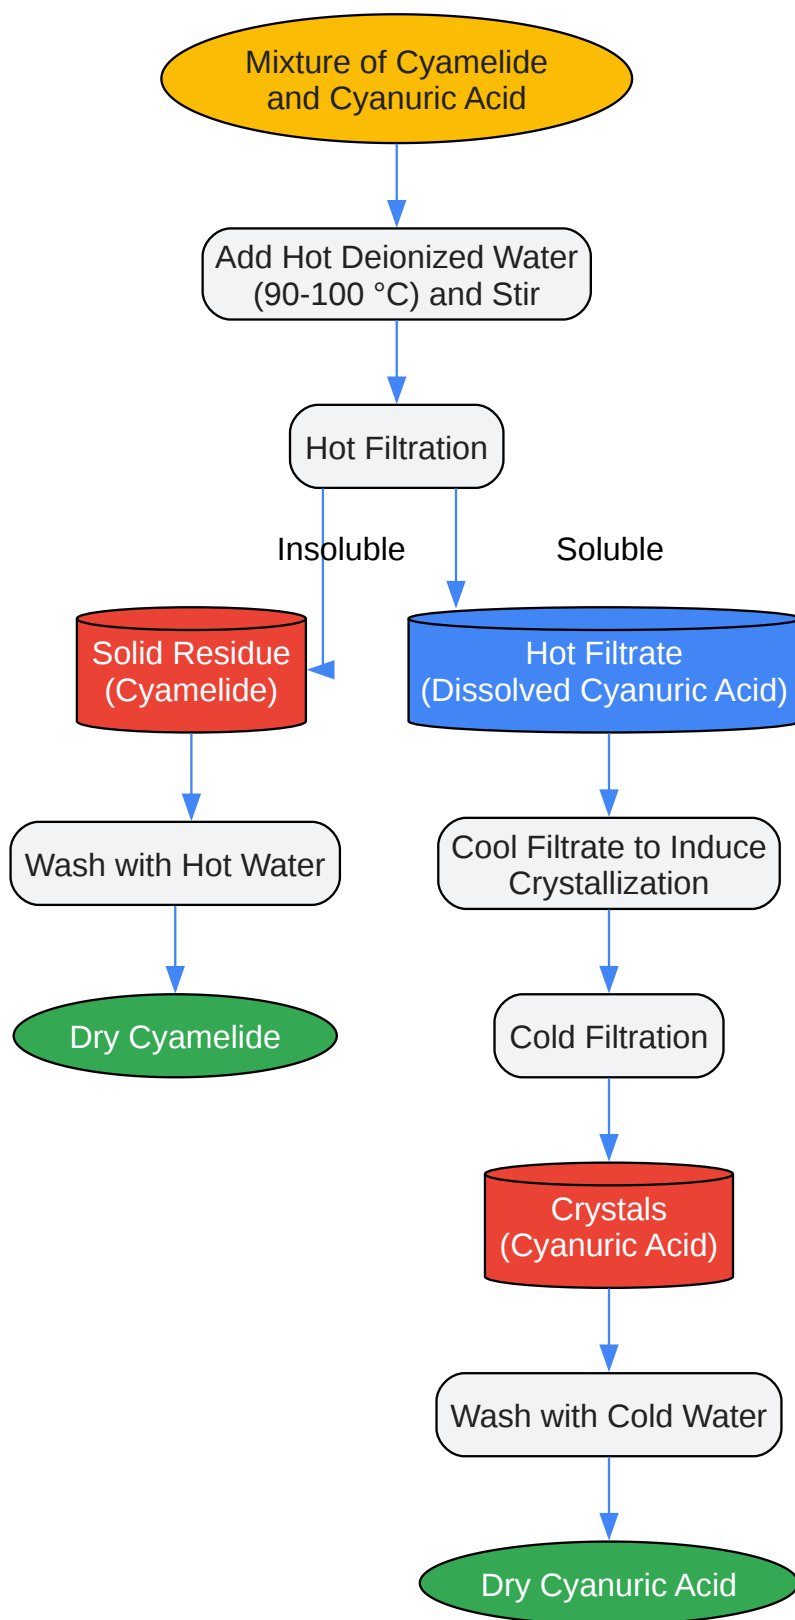 Mixture of Cyamelide
and Cyanuric Acid
Add Hot Deionized Water
(90-100 °C) and Stir
Hot Filtration
Insoluble
Soluble
Solid Residue
(Cyamelide)
Hot Filtrate
(Dissolved Cyanuric Acid)
Wash with Hot Water
Cool Filtrate to Induce
Crystallization
Dry Cyamelide
Cold Filtration
Crystals
(Cyanuric Acid)
Wash with Cold Water
Dry Cyanuric Acid